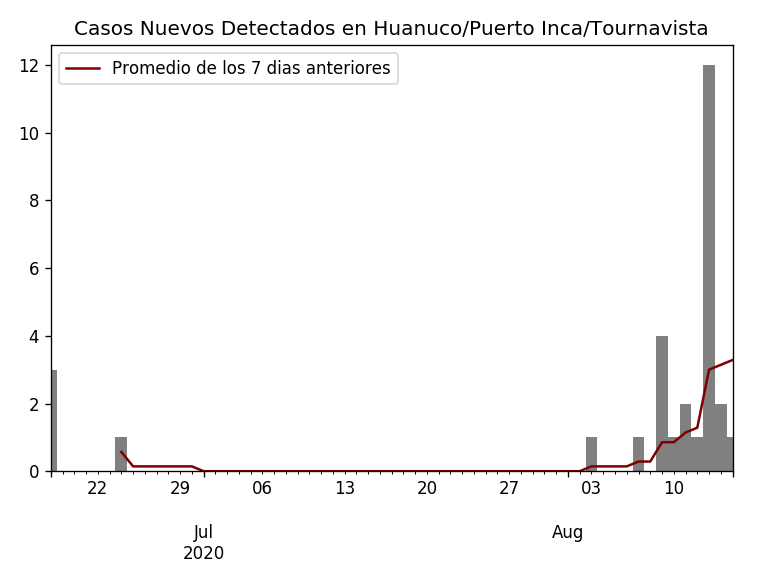 Casos Nuevos Detectados en Huanuco/Puerto Inca/Tournavista
Promedio de los 7 dias anteriores
12
10
8
6
4
2
0
22 29 06 13 20 27 03 10
Jul Aug
2020